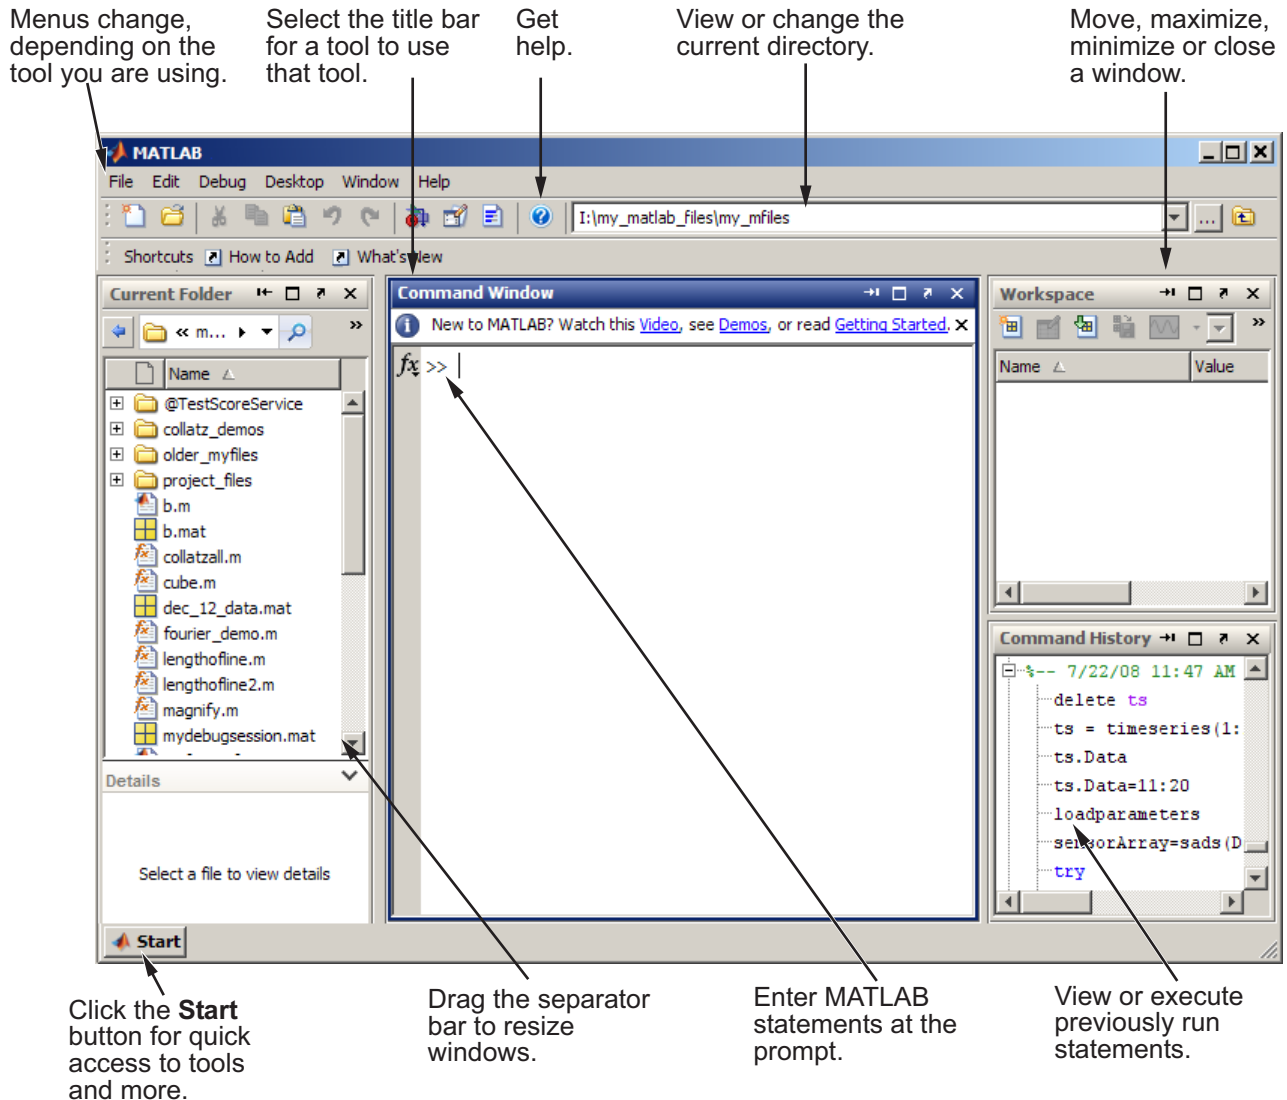 Menus change,
depending on the
tool you are using.
Select the title bar
for a tool to use
that tool.
Get
help.
View or change the
current directory.
Move, maximize,
minimize or close
a window.
MATLAB
File Edit Debug Desktop Window Help
I:\my_matlab_files\my_mfiles
...
Shortcuts How to Add What's New
Current Folder
« m...
»
Name
@TestScoreService
collatz_demos
older_myfiles
project_files
b.m
b.mat
collatzall.m
cube.m
dec_12_data.mat
fourier_demo.m
lengthofline.m
lengthofline2.m
magnify.m
mydebugsession.mat
Details
Select a file to view details
Start
Command Window
New to MATLAB? Watch this Video, see Demos, or read Getting Started.
fx >>
Workspace
»
Name Value
Command History
%-- 7/22/08 11:47 AM
delete ts
ts = timeseries(1:
ts.Data
ts.Data=11:20
loadparameters
sensorArray=sads(D
try
Click the Start
button for quick
access to tools
and more.
Drag the separator
bar to resize
windows.
Enter MATLAB
statements at the
prompt.
View or execute
previously run
statements.